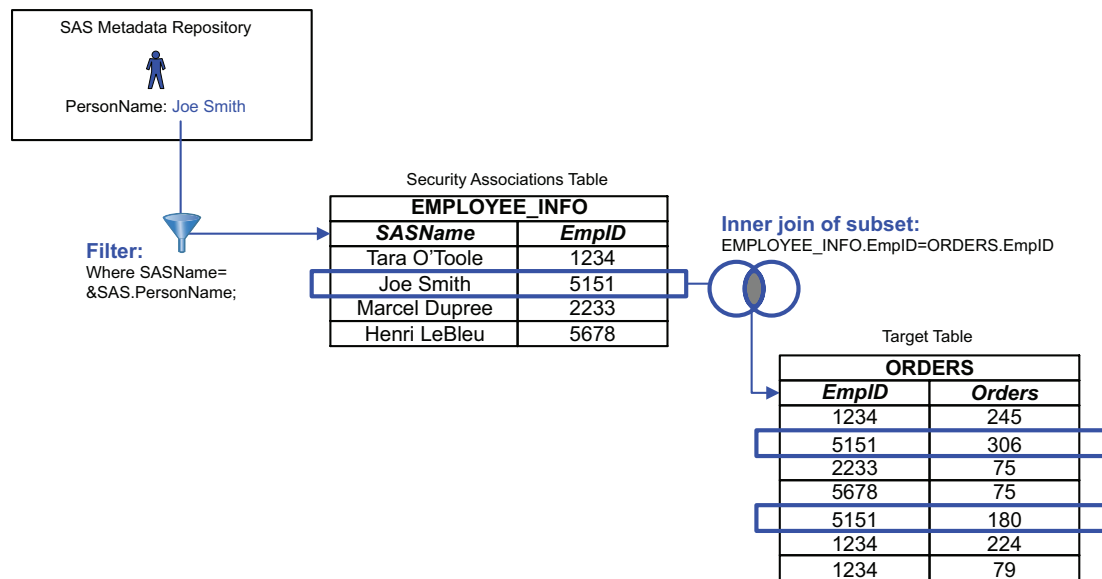 SAS Metadata Repository
PersonName: Joe Smith
Filter:
Where SASName=
&SAS.PersonName;
Security Associations Table
EMPLOYEE_INFO
SASName EmpID
Tara O'Toole 1234
Joe Smith 5151
Marcel Dupree 2233
Henri LeBleu 5678
Inner join of subset:
EMPLOYEE_INFO.EmpID=ORDERS.EmpID
Target Table
ORDERS
EmpID Orders
1234 245
5151 306
2233 75
5678 75
5151 180
1234 224
1234 79